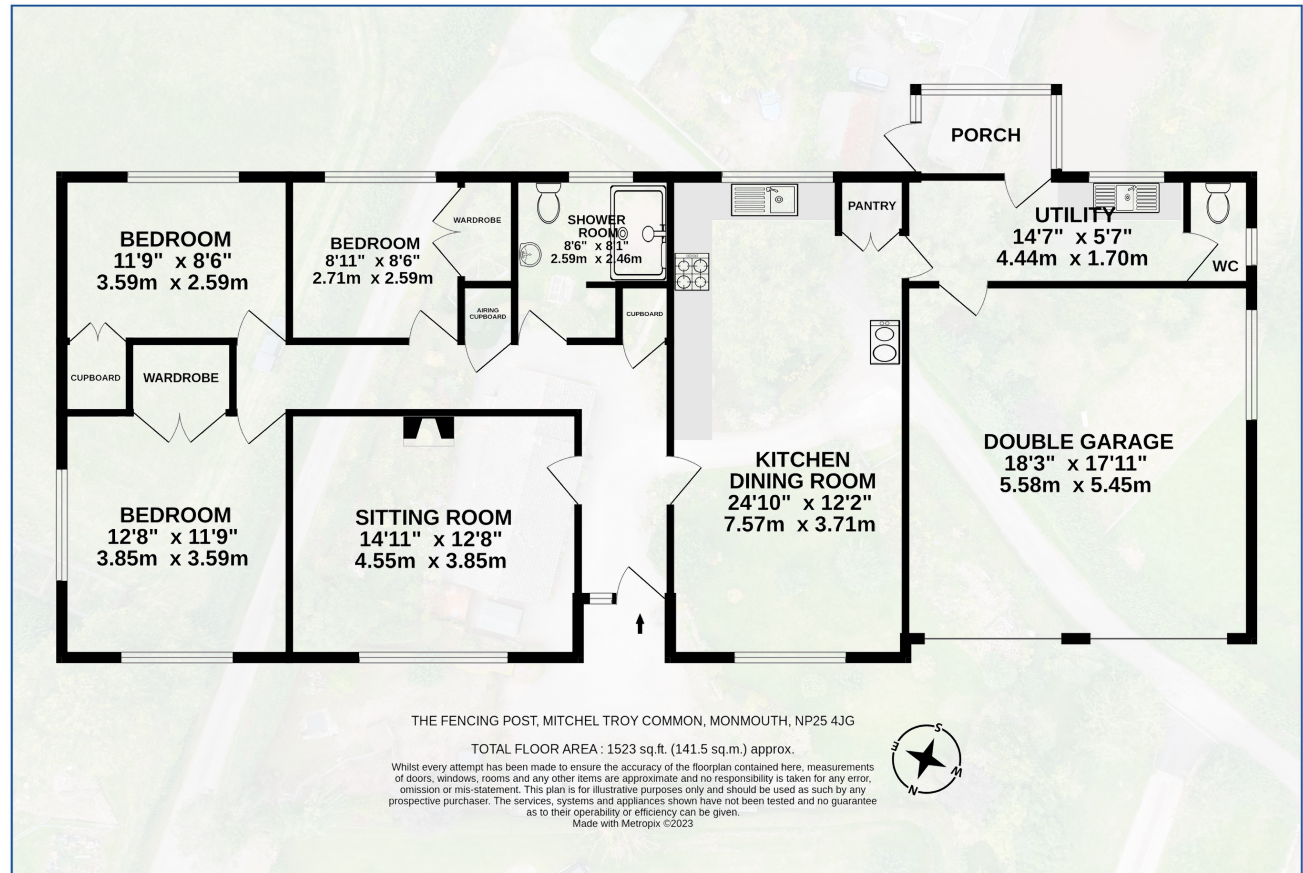 PORCH
BEDROOM
11'9" x 8'6"
3.59m x 2.59m
BEDROOM
8'11" x 8'6"
2.71m x 2.59m
WARDROBE
SHOWER
ROOM
8'6" x 8'1"
2.59m x 2.46m
PANTRY
UTILITY
14'7" x 5'7"
4.44m x 1.70m
WC
AIRING
CUPBOARD
CUPBOARD
CUPBOARD
WARDROBE
BEDROOM
12'8" x 11'9"
3.85m x 3.59m
SITTING ROOM
14'11" x 12'8"
4.55m x 3.85m
KITCHEN
DINING ROOM
24'10" x 12'2"
7.57m x 3.71m
DOUBLE GARAGE
18'3" x 17'11"
5.58m x 5.45m
THE FENCING POST, MITCHEL TROY COMMON, MONMOUTH, NP25 4JG
TOTAL FLOOR AREA : 1523 sq.ft. (141.5 sq.m.) approx.
Whilst every attempt has been made to ensure the accuracy of the floorplan contained here, measurements
of doors, windows, rooms and any other items are approximate and no responsibility is taken for any error,
omission or mis-statement. This plan is for illustrative purposes only and should be used as such by any
prospective purchaser. The services, systems and appliances shown have not been tested and no guarantee
as to their operability or efficiency can be given.
Made with Metropix ©2023
S
E
W
N